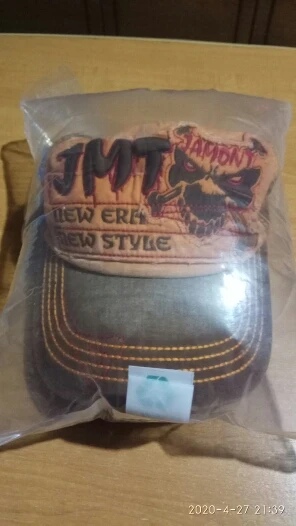 JAMONT
JMT
NEW ERA
NEW STYLE
2020-4-27 21:39